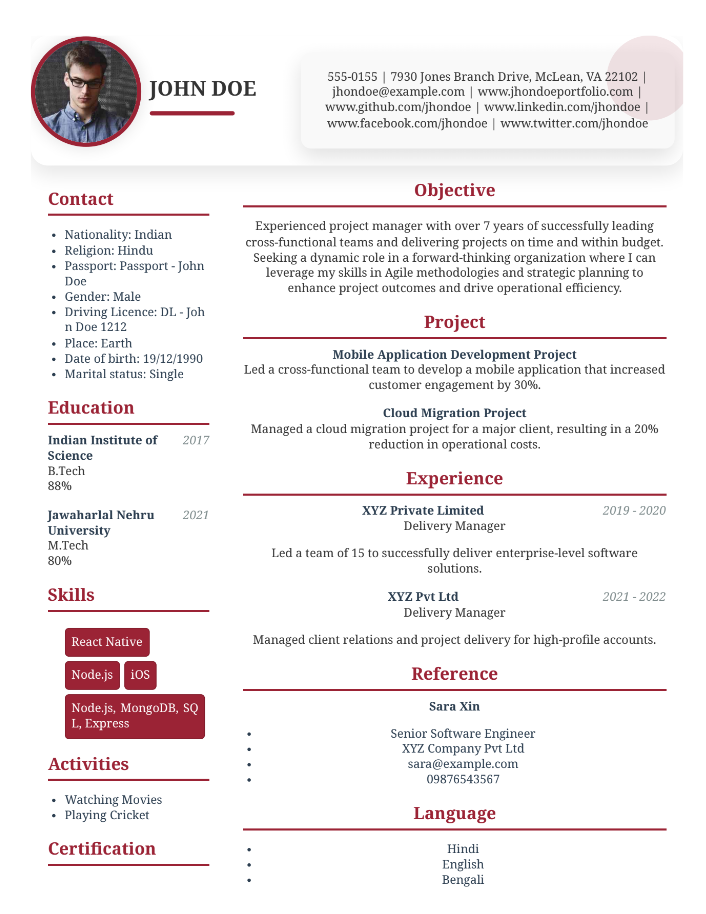 JOHN DOE
555-0155 | 7930 Jones Branch Drive, McLean, VA 22102 |
jhondoe@example.com | www.jhondoeportfolio.com |
www.github.com/jhondoe | www.linkedin.com/jhondoe |
www.facebook.com/jhondoe | www.twitter.com/jhondoe
Contact
• Nationality: Indian
• Religion: Hindu
• Passport: Passport - John
Doe
• Gender: Male
• Driving Licence: DL - Joh
n Doe 1212
• Place: Earth
• Date of birth: 19/12/1990
• Marital status: Single
Education
Indian Institute of 2017
Science
B.Tech
88%
Jawaharlal Nehru 2021
University
M.Tech
80%
Skills
React Native
Node.js iOS
Node.js, MongoDB, SQ
L, Express
Activities
• Watching Movies
• Playing Cricket
Certification
Objective
Experienced project manager with over 7 years of successfully leading
cross-functional teams and delivering projects on time and within budget.
Seeking a dynamic role in a forward-thinking organization where I can
leverage my skills in Agile methodologies and strategic planning to
enhance project outcomes and drive operational efficiency.
Project
Mobile Application Development Project
Led a cross-functional team to develop a mobile application that increased
customer engagement by 30%.
Cloud Migration Project
Managed a cloud migration project for a major client, resulting in a 20%
reduction in operational costs.
Experience
XYZ Private Limited 2019 - 2020
Delivery Manager
Led a team of 15 to successfully deliver enterprise-level software
solutions.
XYZ Pvt Ltd 2021 - 2022
Delivery Manager
Managed client relations and project delivery for high-profile accounts.
Reference
Sara Xin
• Senior Software Engineer
• XYZ Company Pvt Ltd
• sara@example.com
• 09876543567
Language
• Hindi
• English
• Bengali